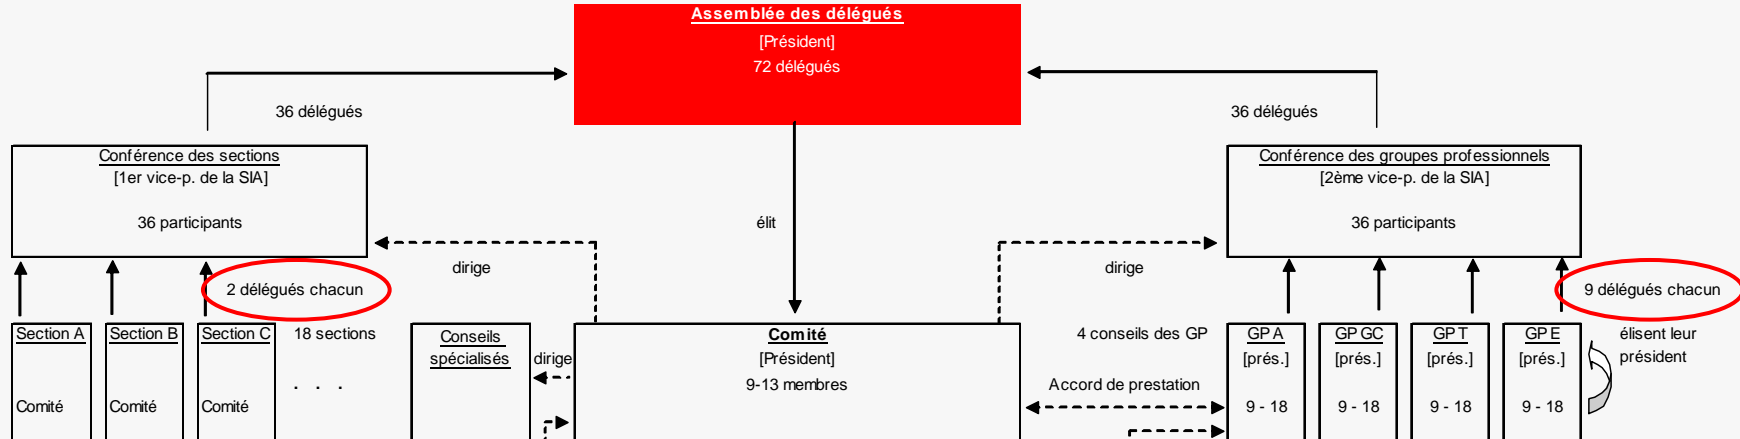 Assemblée des délégués
[Président]
72 délégués
36 délégués
36 délégués
Conférence des sections
[1er vice-p. de la SIA]
36 participants
Conférence des groupes professionnels
[2ème vice-p. de la SIA]
36 participants
élit
dirige
dirige
2 délégués chacun
9 délégués chacun
Section A
Comité
Section B
Comité
Section C
Comité
18 sections
. . .
Conseils
spécialisés
dirige
Comité
[Président]
9-13 membres
4 conseils des GP
Accord de prestation
GP A
[prés.]
9 - 18
GP GC
[prés.]
9 - 18
GP T
[prés.]
9 - 18
GP E
[prés.]
9 - 18
élisent leur
président